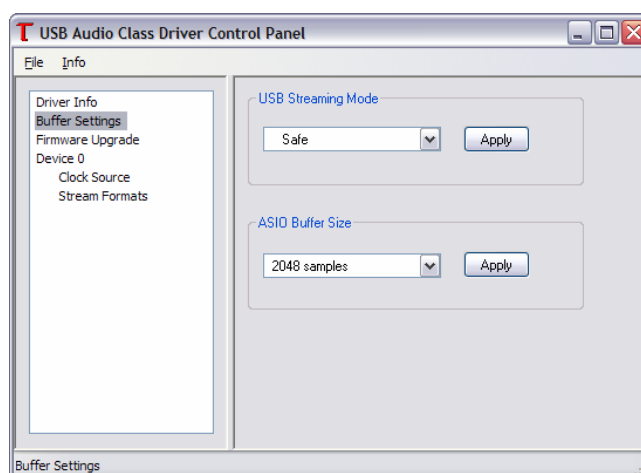 USB Audio Class Driver Control Panel
File Info
Driver Info
Buffer Settings
Firmware Upgrade
Device 0
Clock Source
Stream Formats
USB Streaming Mode
Safe
Apply
ASIO Buffer Size
2048 samples
Apply
Buffer Settings